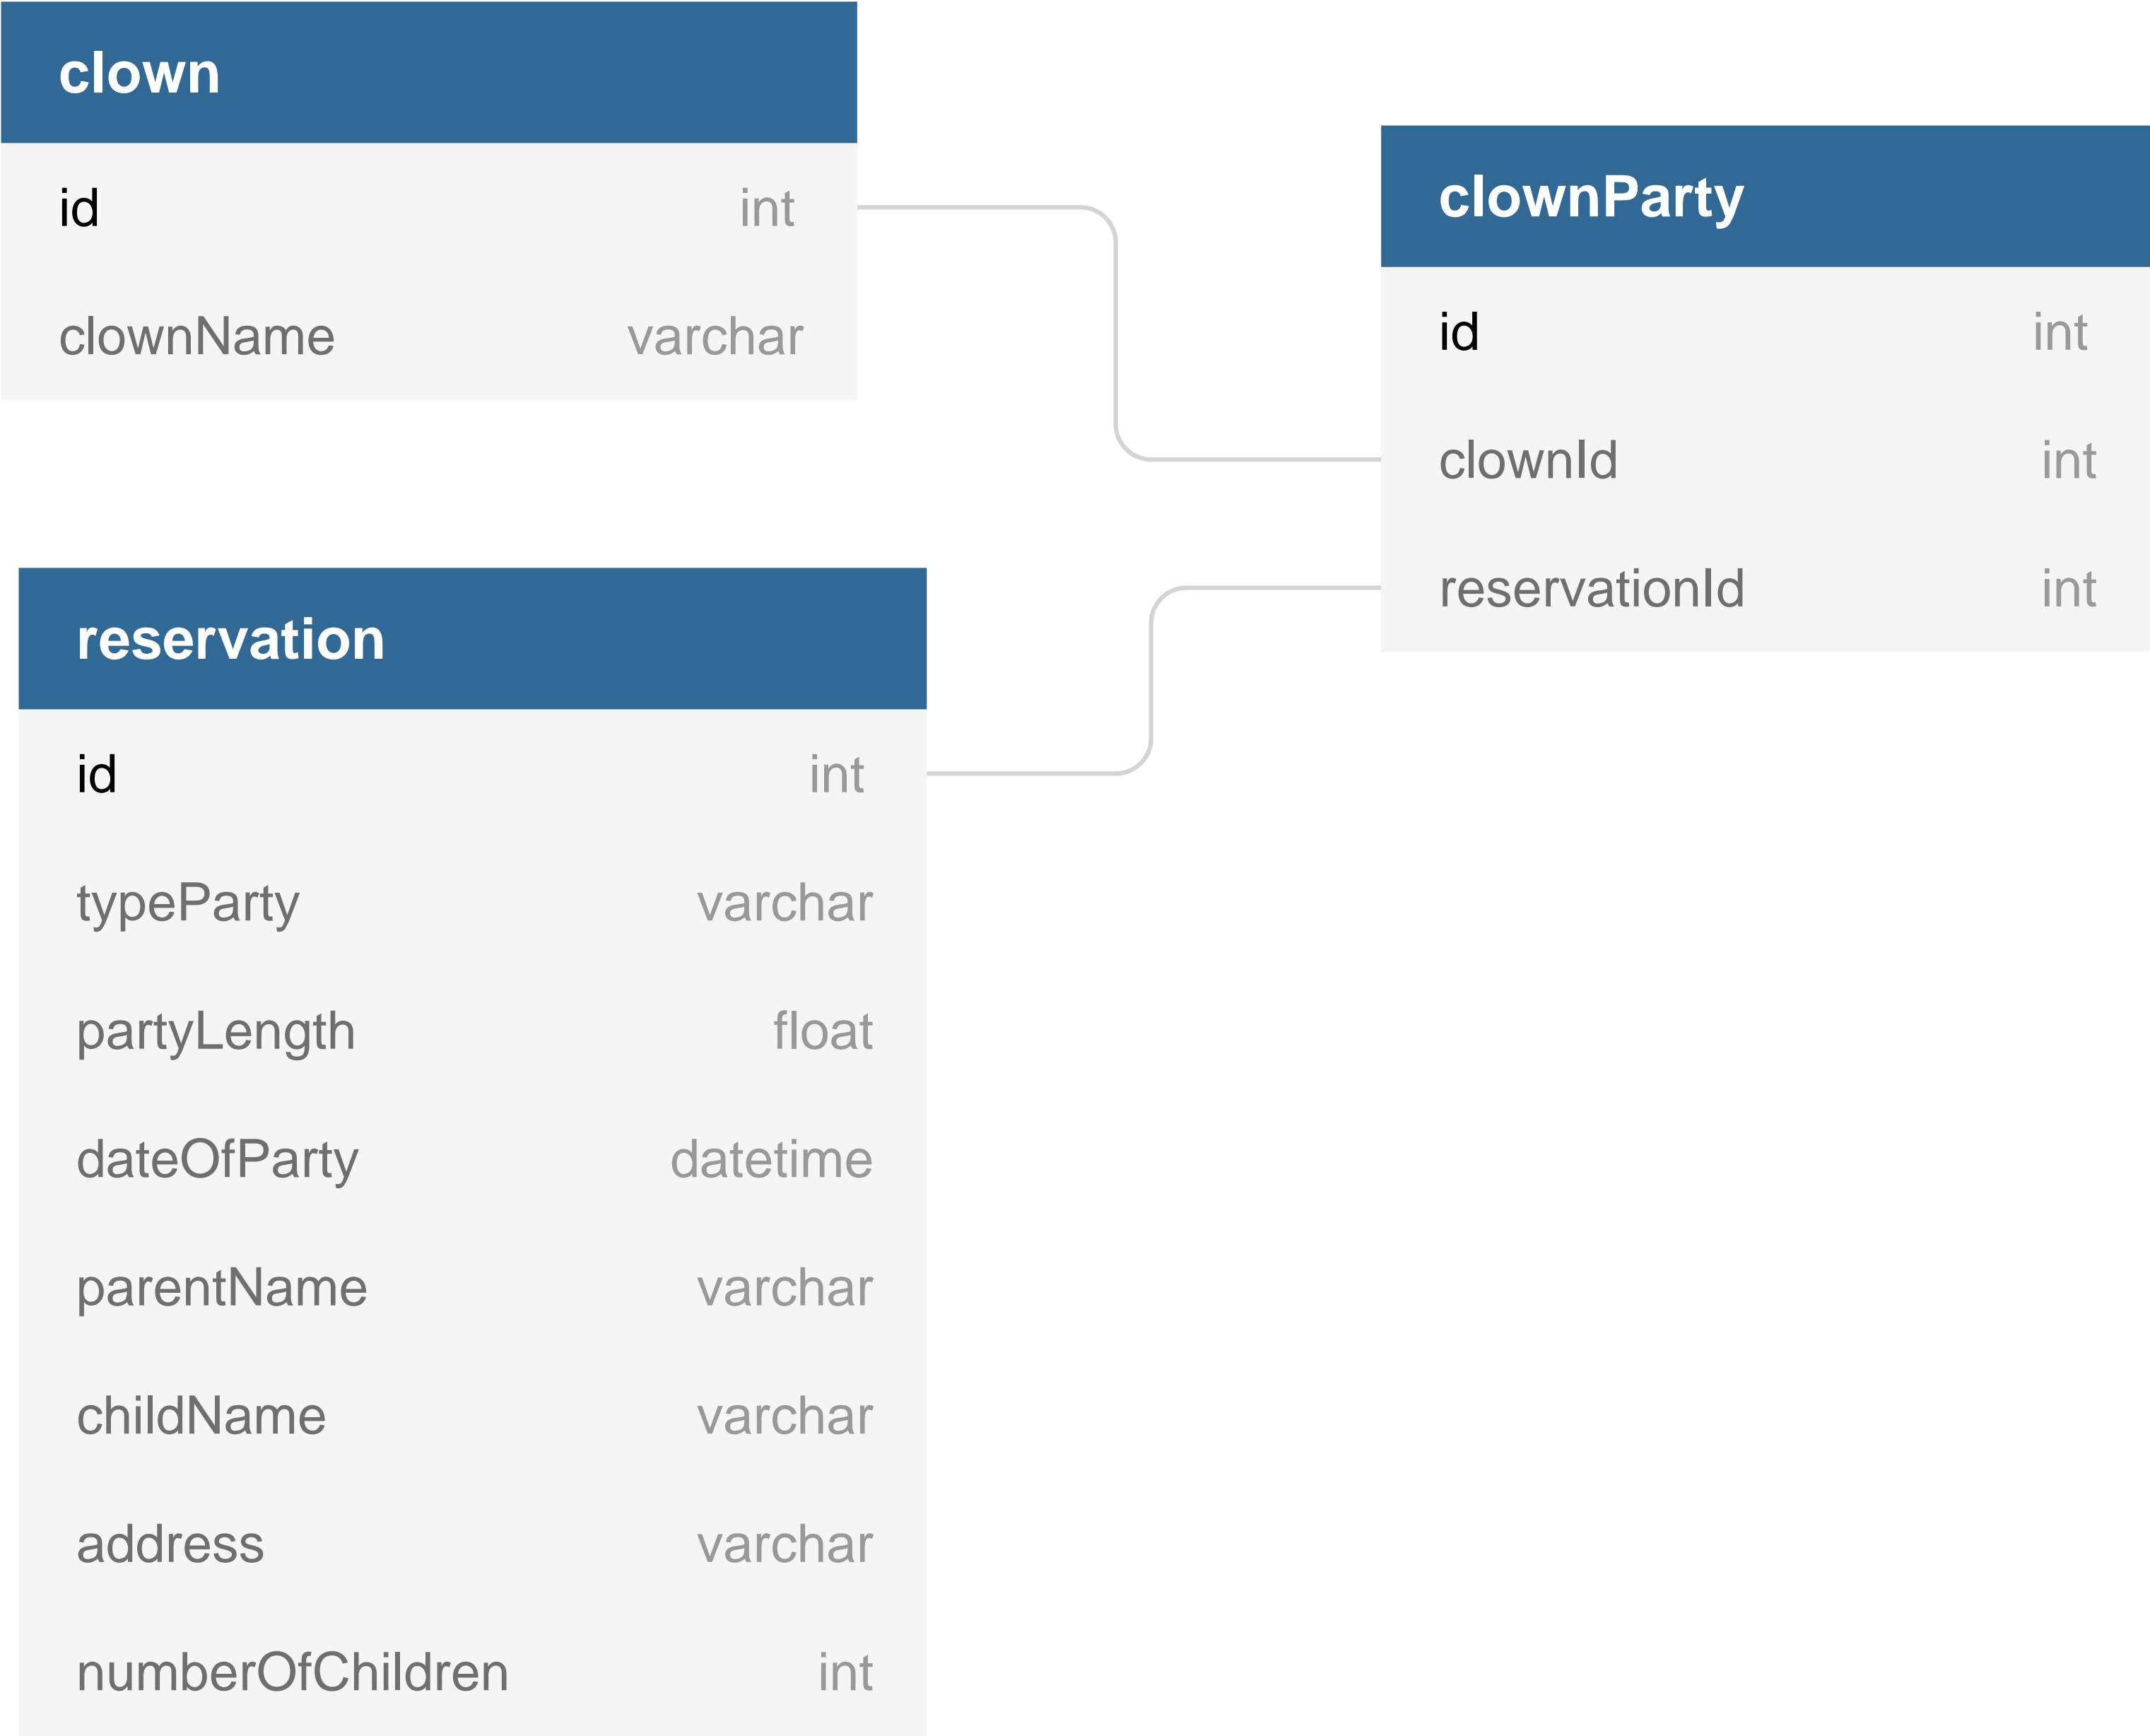 clown
id int
clownName varchar
clownParty
id int
clownId int
reservationId int
reservation
id int
typeParty varchar
partyLength float
dateOfParty datetime
parentName varchar
childName varchar
address varchar
numberOfChildren int